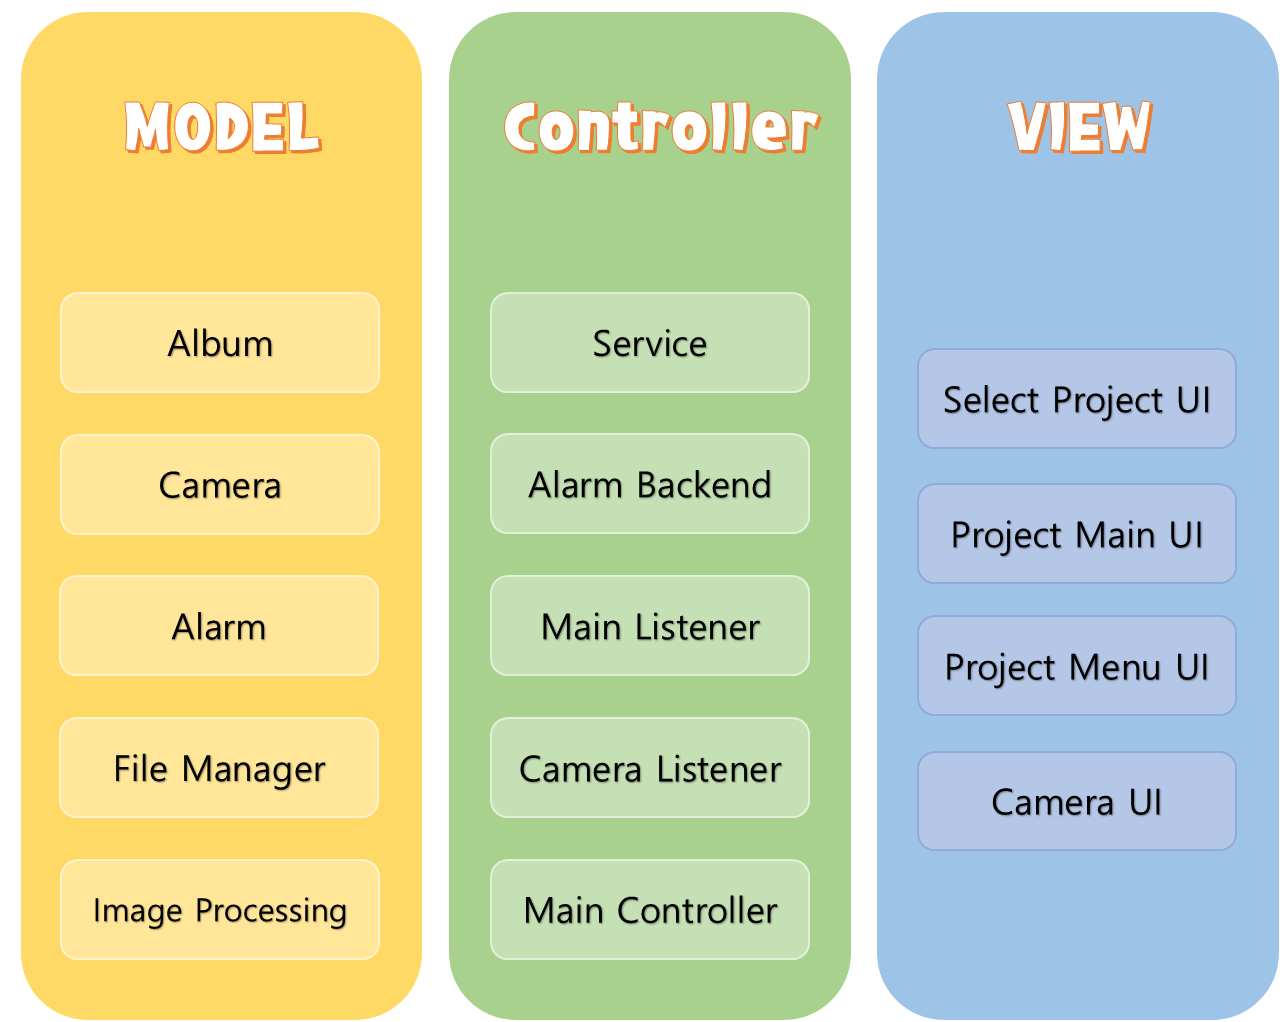 MODEL
Album
Camera
Alarm
File Manager
Image Processing
Controller
Service
Alarm Backend
Main Listener
Camera Listener
Main Controller
VIEW
Select Project UI
Project Main UI
Project Menu UI
Camera UI